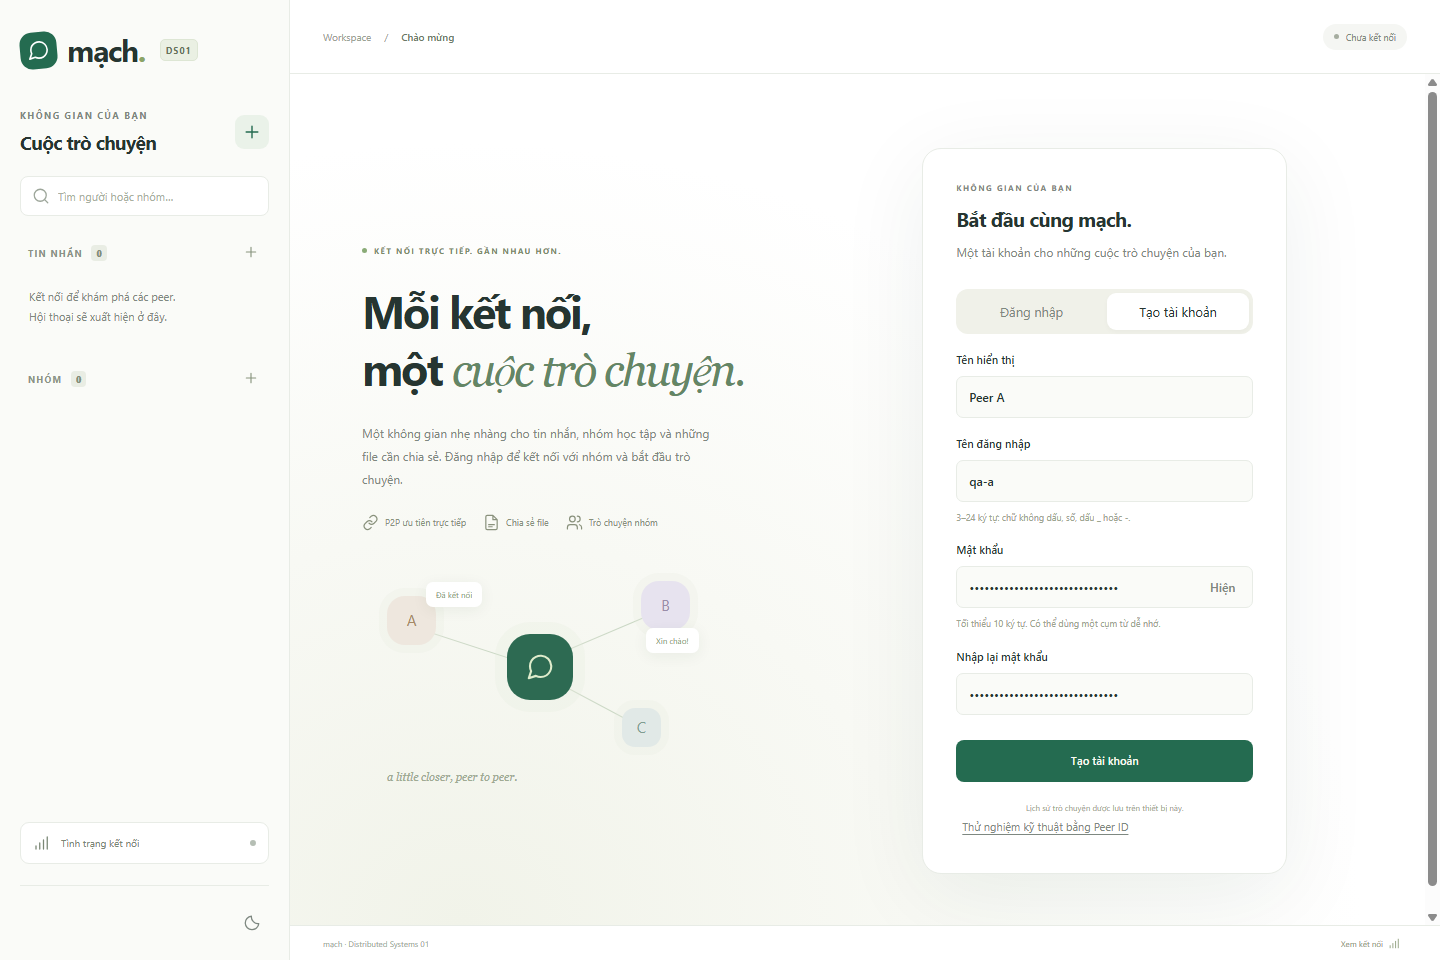 mạch.
DS01
KHÔNG GIAN CỦA BẠN
Cuộc trò chuyện
Tìm người hoặc nhóm...
TIN NHẮN 0
Kết nối để khám phá các peer.
Hội thoại sẽ xuất hiện ở đây.
NHÓM 0
Tình trạng kết nối
Workspace / Chào mừng
Chưa kết nối
KẾT NỐI TRỰC TIẾP. GẦN NHAU HƠN.
Mỗi kết nối,
một cuộc trò chuyện.
Một không gian nhẹ nhàng cho tin nhắn, nhóm học tập và những
file cần chia sẻ. Đăng nhập để kết nối với nhóm và bắt đầu trò
chuyện.
P2P ưu tiên trực tiếp
Chia sẻ file
Trò chuyện nhóm
A
Đã kết nối
B
Xin chào!
C
a little closer, peer to peer.
KHÔNG GIAN CỦA BẠN
Bắt đầu cùng mạch.
Một tài khoản cho những cuộc trò chuyện của bạn.
Đăng nhập
Tạo tài khoản
Tên hiển thị
Peer A
Tên đăng nhập
qa-a
3–24 ký tự: chữ không dấu, số, dấu _ hoặc -.
Mật khẩu
••••••••••••••••••••••••••••••
Hiện
Tối thiểu 10 ký tự. Có thể dùng một cụm từ dễ nhớ.
Nhập lại mật khẩu
••••••••••••••••••••••••••••••
Tạo tài khoản
Lịch sử trò chuyện được lưu trên thiết bị này.
Thử nghiệm kỹ thuật bằng Peer ID
mạch · Distributed Systems 01
Xem kết nối